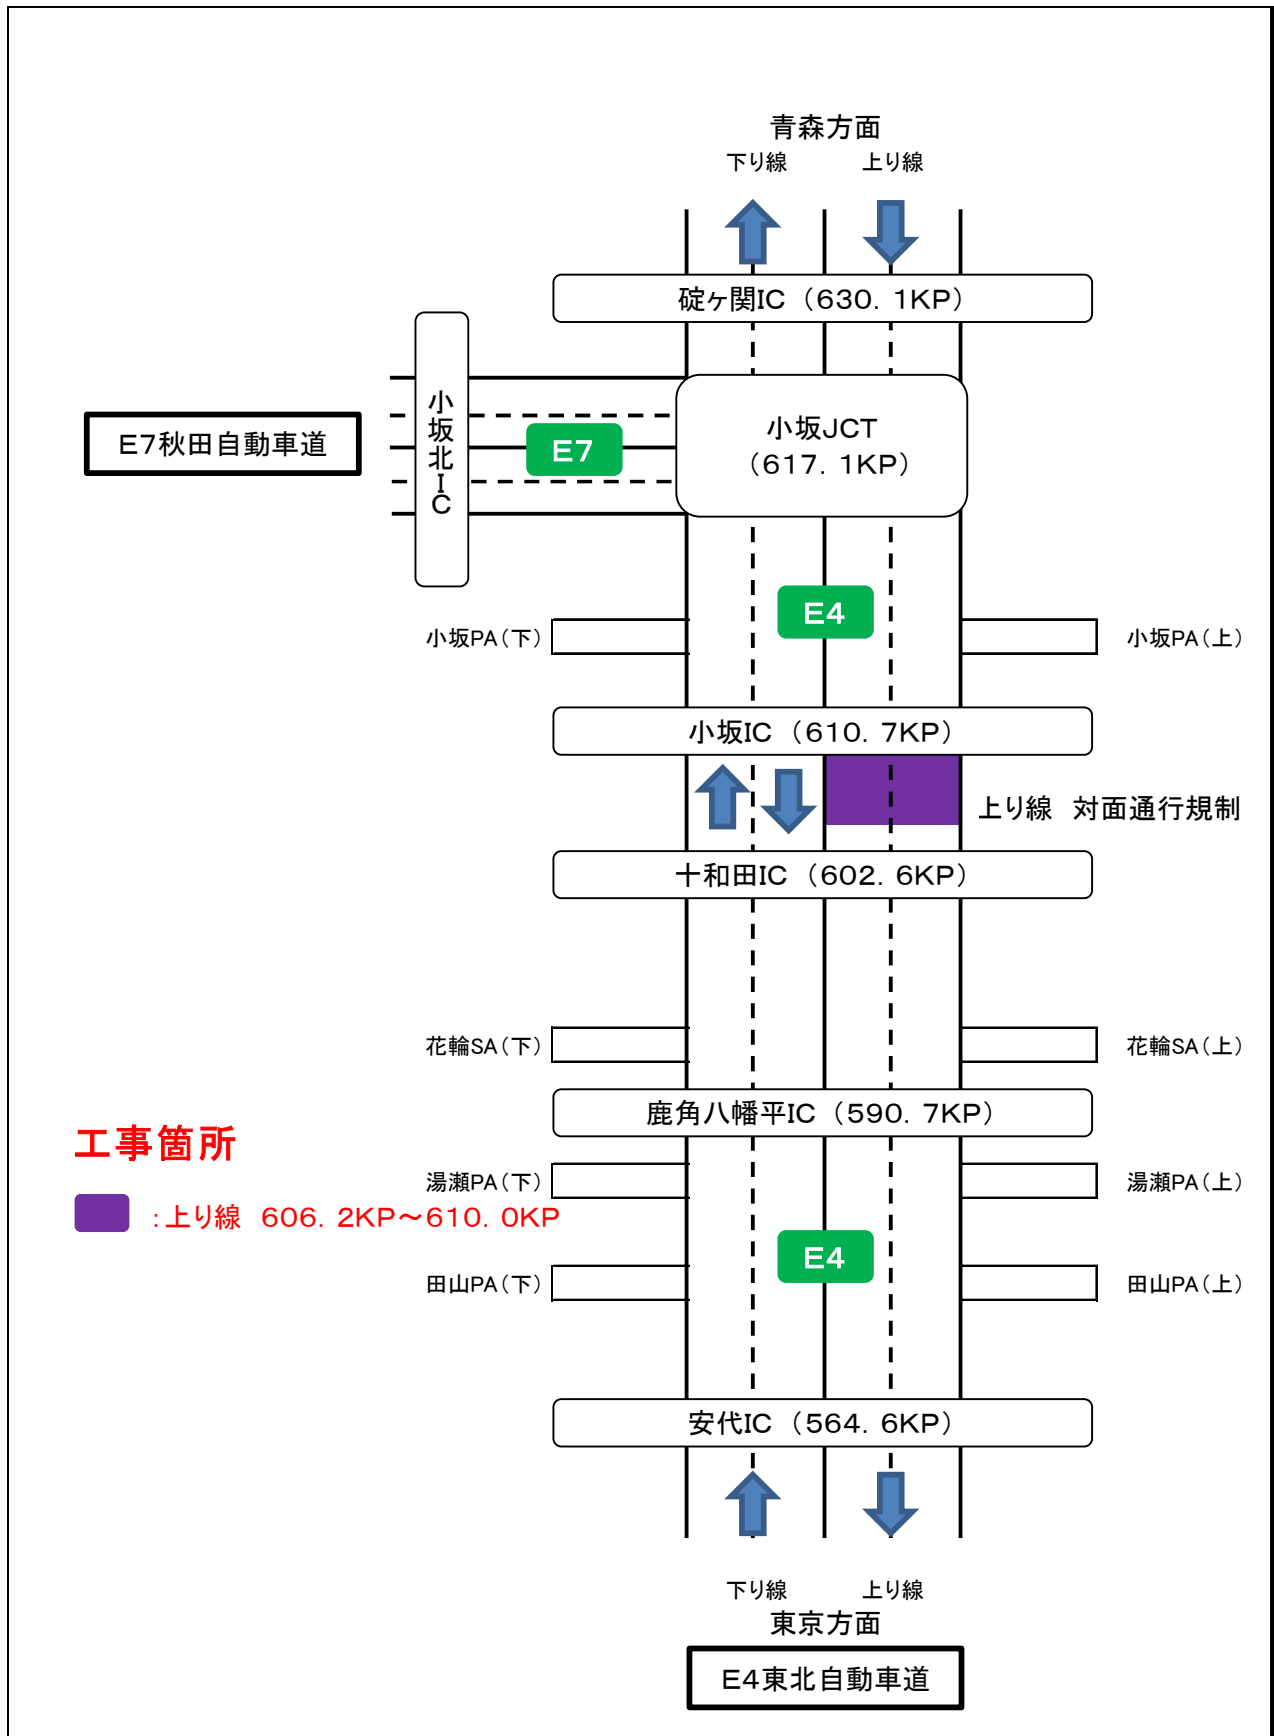 青森方面
下り線　上り線
碇ヶ関IC （630．1KP）
小坂北IC
E7秋田自動車道
E7
小坂JCT
（617．1KP）
E4
小坂PA（下）
小坂PA（上）
小坂IC （610．7KP）
上り線　対面通行規制
十和田IC （602．6KP）
花輪SA（下）
花輪SA（上）
鹿角八幡平IC （590．7KP）
工事箇所
湯瀬PA（下）
湯瀬PA（上）
：上り線　606．2KP～610．0KP
E4
田山PA（下）
田山PA（上）
安代IC （564．6KP）
下り線　上り線
東京方面
E4東北自動車道